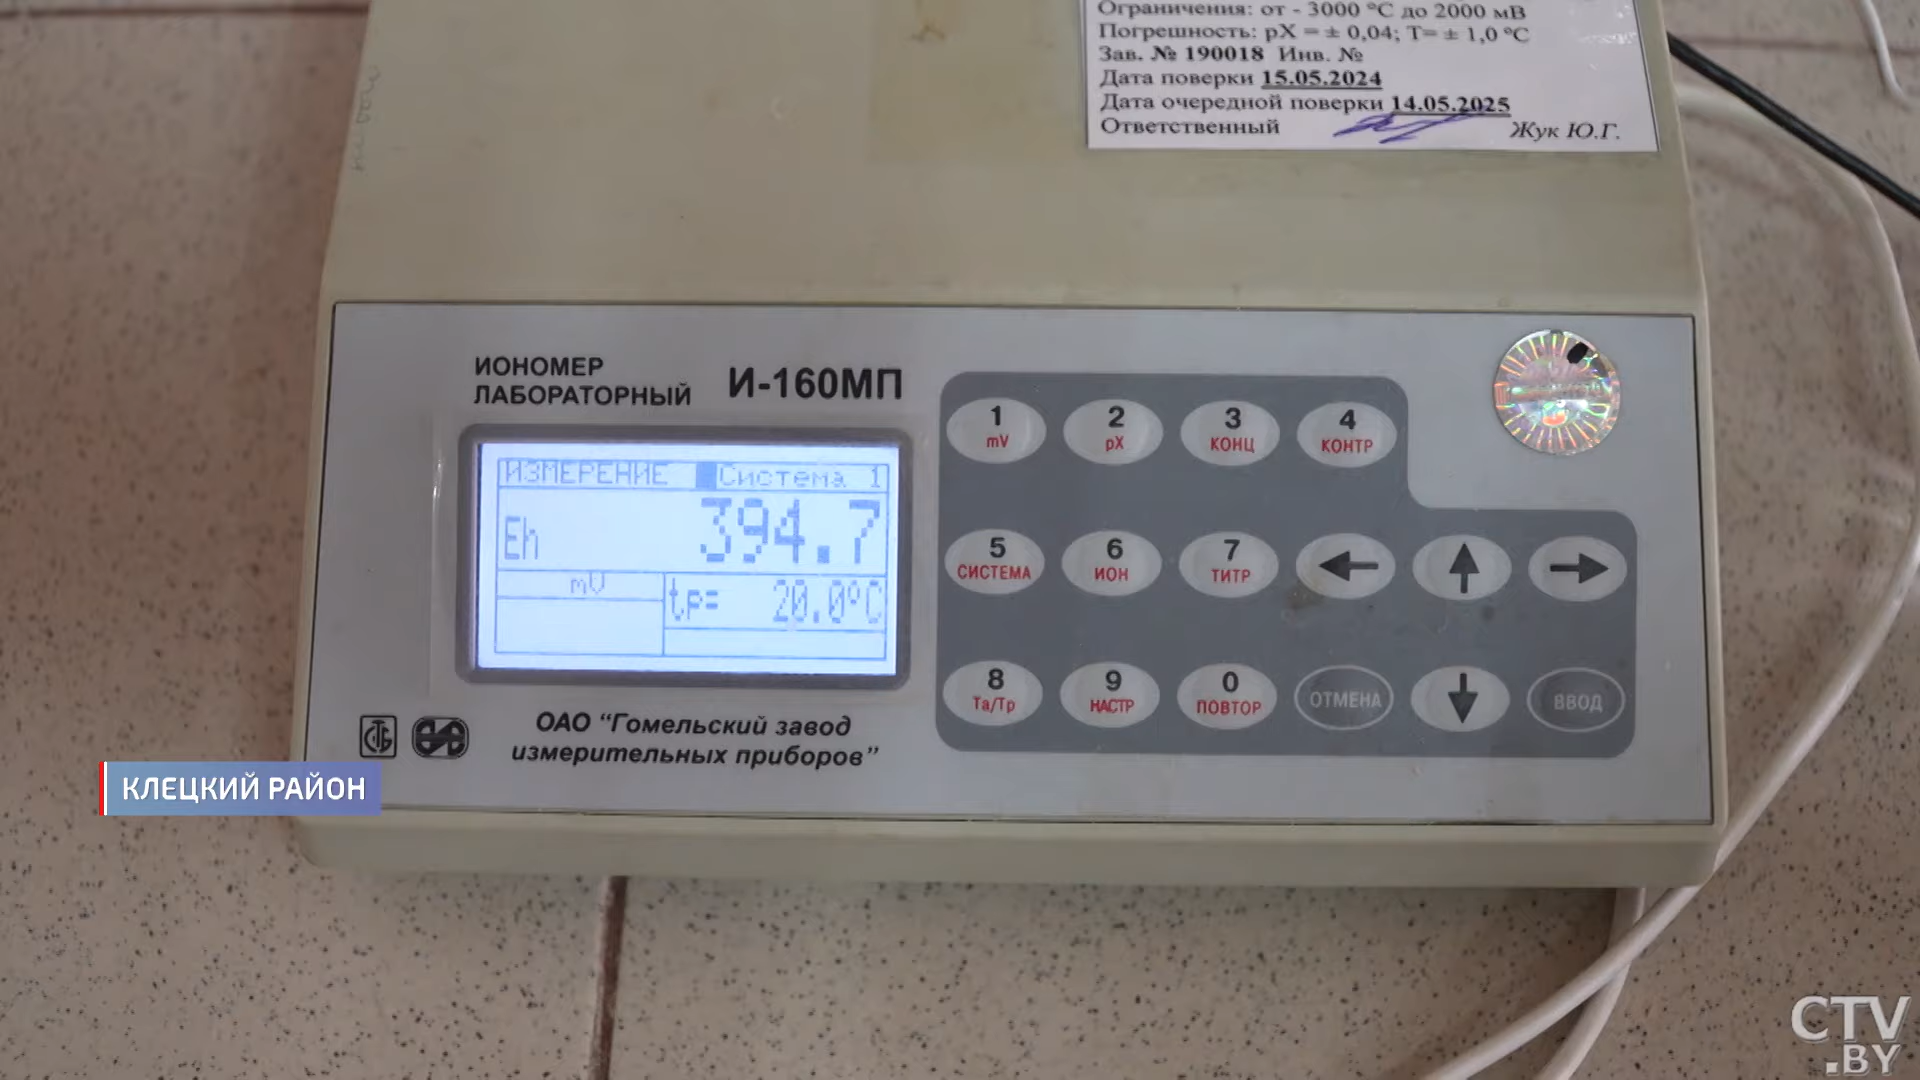 Ограничения: от - 3000 °C до 2000 мВ
Погрешность: рХ = ± 0,04; Т= ± 1,0 °C
Зав. № 190018 Инв. №
Дата поверки 15.05.2024
Дата очередной поверки 14.05.2025
Ответственный Жук Ю.Г.
ИОНОМЕР
ЛАБОРАТОРНЫЙ
И-160МП
ИЗМЕРЕНИЕ Система 1
Eh 394.7
mV
tр= 20.0ºC
1 2 3 4
mV pX КОНЦ КОНТР
5 6 7
СИСТЕМА ИОН ТИТР
8 9 0
Та/Тр НАСТР ПОВТОР ОТМЕНА ВВОД
ОАО “Гомельский завод
измерительных приборов”
КЛЕЦКИЙ РАЙОН
CTV
.BY